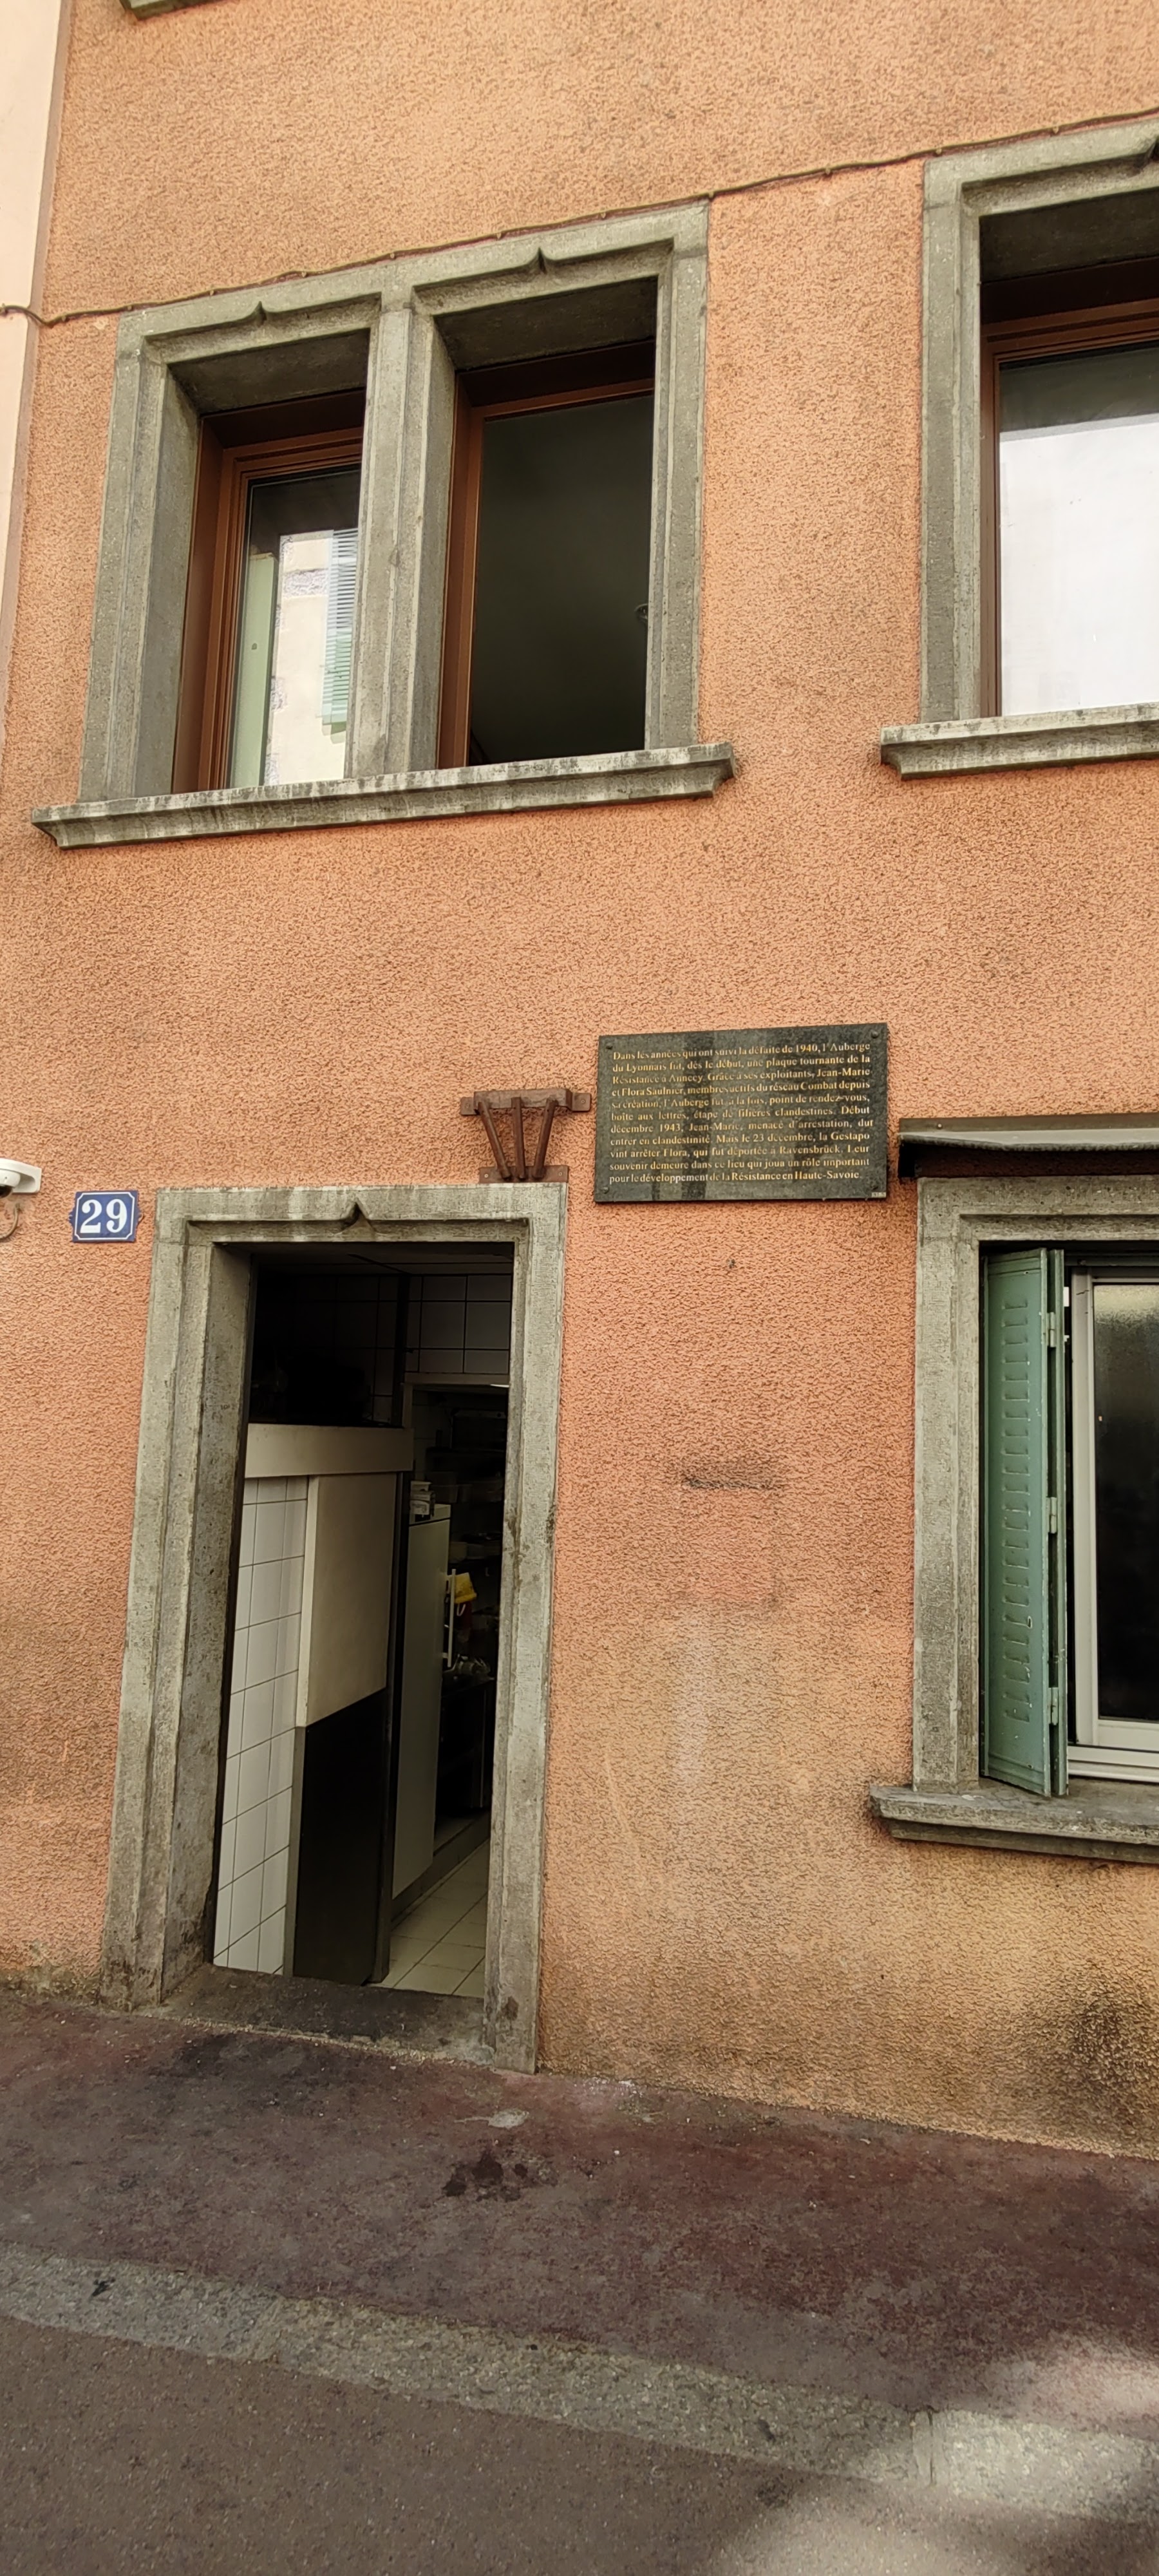 Dans les années qui ont suivi la défaite de 1940, l'Auberge
du Lyonnais fut, dès le début, une plaque tournante de la
Résistance à Annecy. Grâce à ses exploitants, Jean-Marie
et Flora Saulnier, membres actifs du réseau Combat depuis
sa création, l'Auberge fut à la fois, point de rendez-vous,
boîte aux lettres, étape de filières clandestines. Début
décembre 1943, Jean-Marie, menacé d'arrestation, dut
entrer en clandestinité. Mais le 23 décembre, la Gestapo
vint arrêter Flora, qui fut déportée à Ravensbrück. Leur
souvenir demeure dans ce lieu qui joua un rôle important
pour le développement de la Résistance en Haute-Savoie.
29